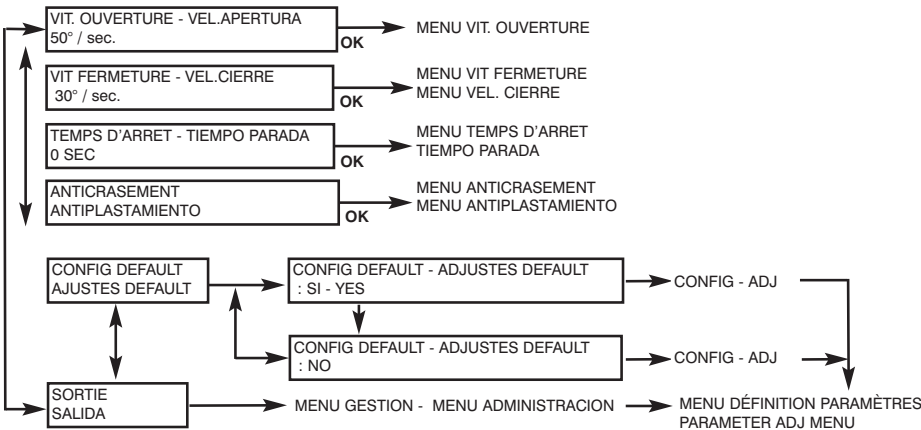 VIT. OUVERTURE - VEL.APERTURA
50° / sec.
OK
MENU VIT. OUVERTURE
VIT FERMETURE - VEL.CIERRE
30° / sec.
OK
MENU VIT FERMETURE
MENU VEL. CIERRE
TEMPS D'ARRET - TIEMPO PARADA
0 SEC
OK
MENU TEMPS D'ARRET
TIEMPO PARADA
ANTICRASEMENT
ANTIPLASTAMIENTO
OK
MENU ANTICRASEMENT
MENU ANTIPLASTAMIENTO
CONFIG DEFAULT
AJUSTES DEFAULT
CONFIG DEFAULT - ADJUSTES DEFAULT
: SI - YES
CONFIG - ADJ
CONFIG DEFAULT - ADJUSTES DEFAULT
: NO
CONFIG - ADJ
SORTIE
SALIDA
MENU GESTION - MENU ADMINISTRACION
MENU DÉFINITION PARAMÈTRES
PARAMETER ADJ MENU